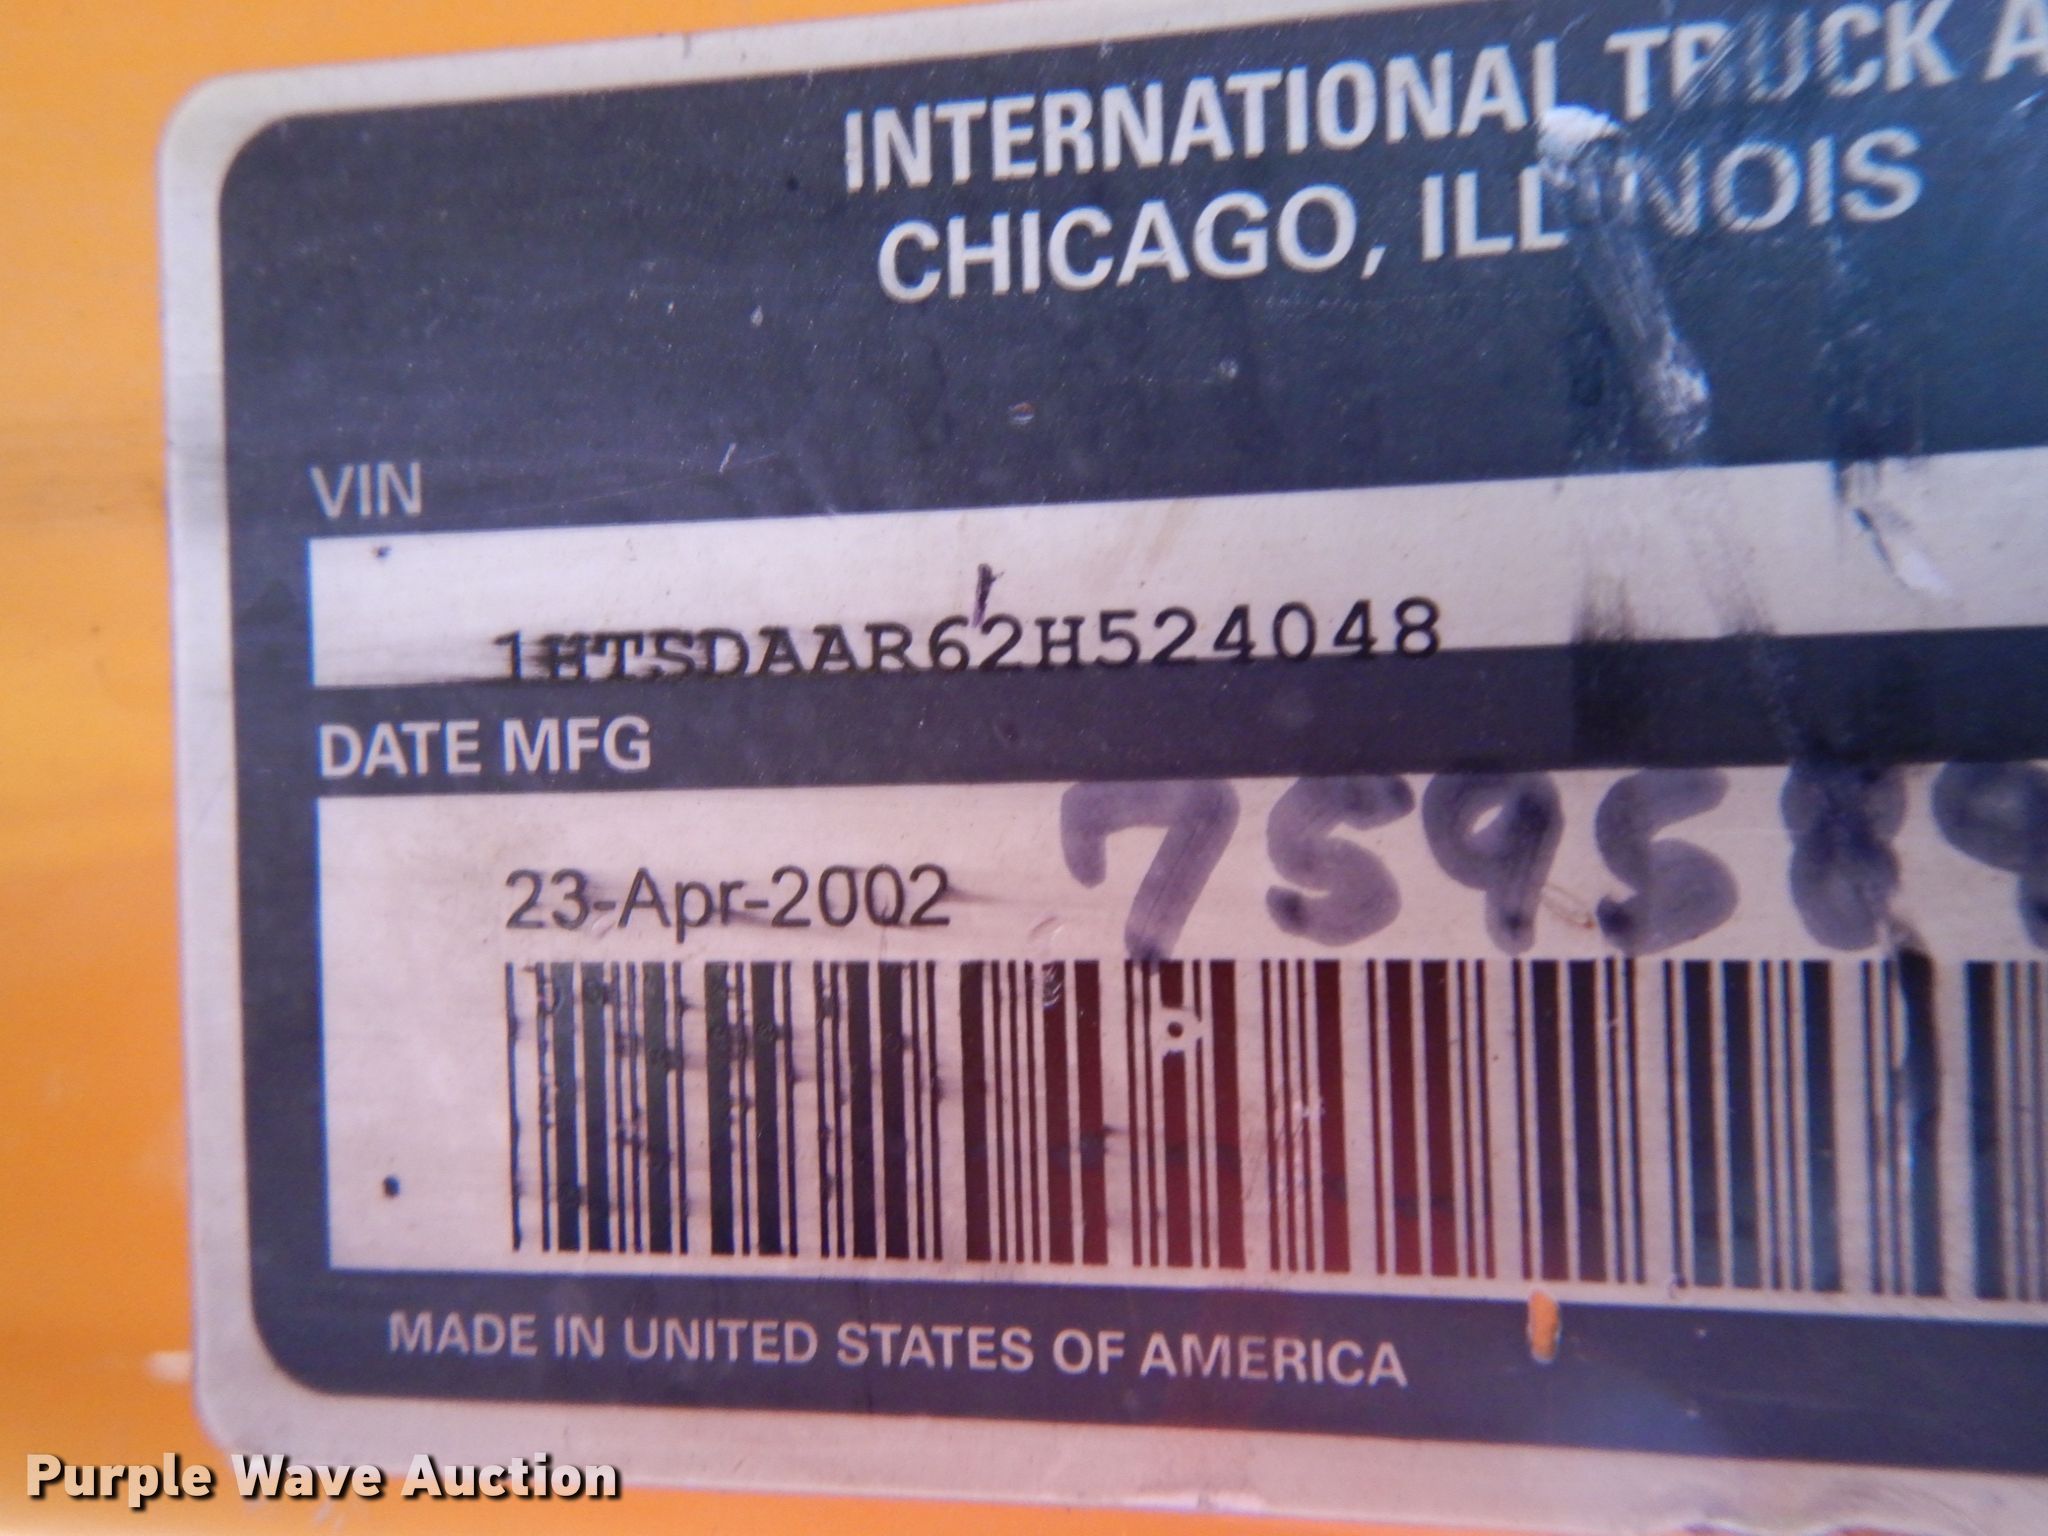 INTERNATIONAL TRUCK A
CHICAGO, ILLINOIS
VIN
1HTSDAAR62H524048
DATE MFG
23-Apr-2002
MADE IN UNITED STATES OF AMERICA
Purple Wave Auction